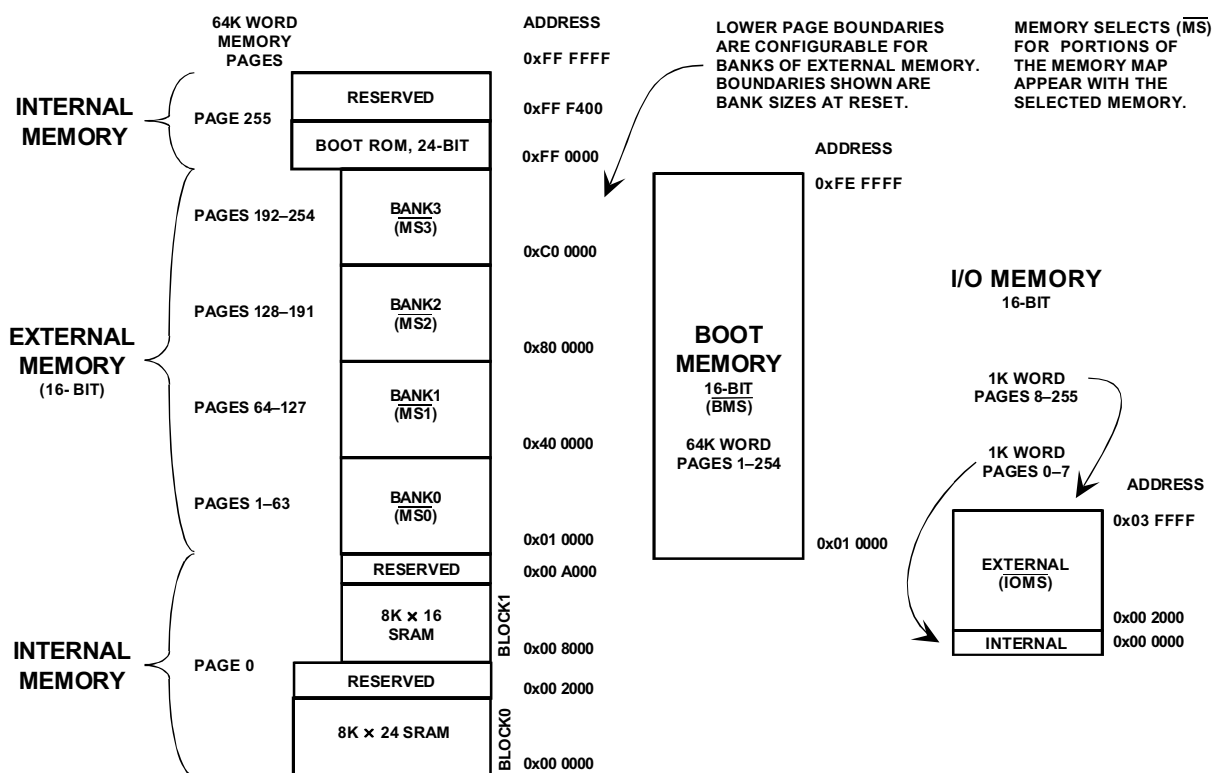 64K WORD
MEMORY
PAGES
ADDRESS
0xFF FFFF
INTERNAL
MEMORY
PAGE 255
RESERVED
0xFF F400
BOOT ROM, 24-BIT
0xFF 0000
LOWER PAGE BOUNDARIES
ARE CONFIGURABLE FOR
BANKS OF EXTERNAL MEMORY.
BOUNDARIES SHOWN ARE
BANK SIZES AT RESET.
MEMORY SELECTS (MS)
FOR PORTIONS OF
THE MEMORY MAP
APPEAR WITH THE
SELECTED MEMORY.
EXTERNAL
MEMORY
(16- BIT)
PAGES 192–254
BANK3
(MS3)
0xC0 0000
PAGES 128–191
BANK2
(MS2)
0x80 0000
PAGES 64–127
BANK1
(MS1)
0x40 0000
PAGES 1–63
BANK0
(MS0)
0x01 0000
INTERNAL
MEMORY
PAGE 0
RESERVED
0x00 A000
8K × 16
SRAM
BLOCK1
0x00 8000
RESERVED
0x00 2000
8K × 24 SRAM
BLOCK0
0x00 0000
ADDRESS
0xFE FFFF
BOOT
MEMORY
16-BIT
(BMS)
64K WORD
PAGES 1–254
0x01 0000
I/O MEMORY
16-BIT
1K WORD
PAGES 8–255
1K WORD
PAGES 0–7
ADDRESS
0x03 FFFF
EXTERNAL
(IOMS)
0x00 2000
INTERNAL
0x00 0000